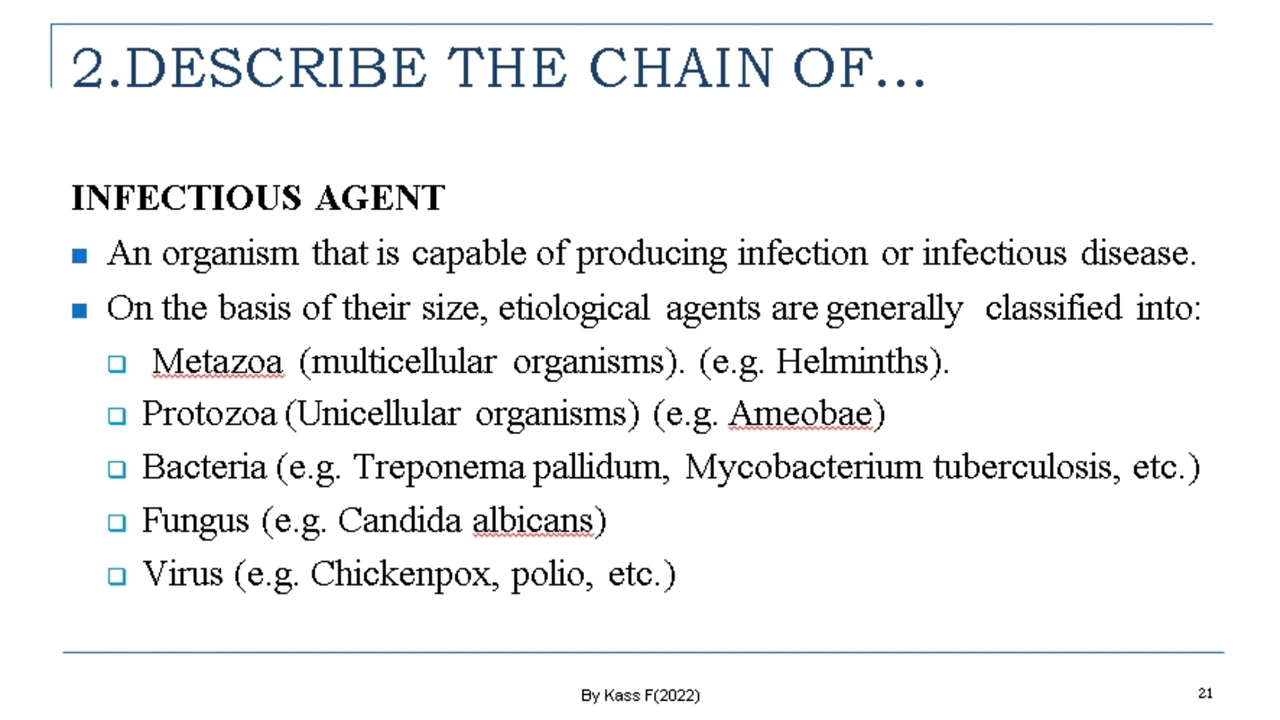 2.DESCRIBE THE CHAIN OF...
INFECTIOUS AGENT
An organism that is capable of producing infection or infectious disease.
On the basis of their size, etiological agents are generally classified into:
Metazoa (multicellular organisms). (e.g. Helminths).
Protozoa (Unicellular organisms) (e.g. Ameobae)
Bacteria (e.g. Treponema pallidum, Mycobacterium tuberculosis, etc.)
Fungus (e.g. Candida albicans)
Virus (e.g. Chickenpox, polio, etc.)
By Kass F(2022)
21